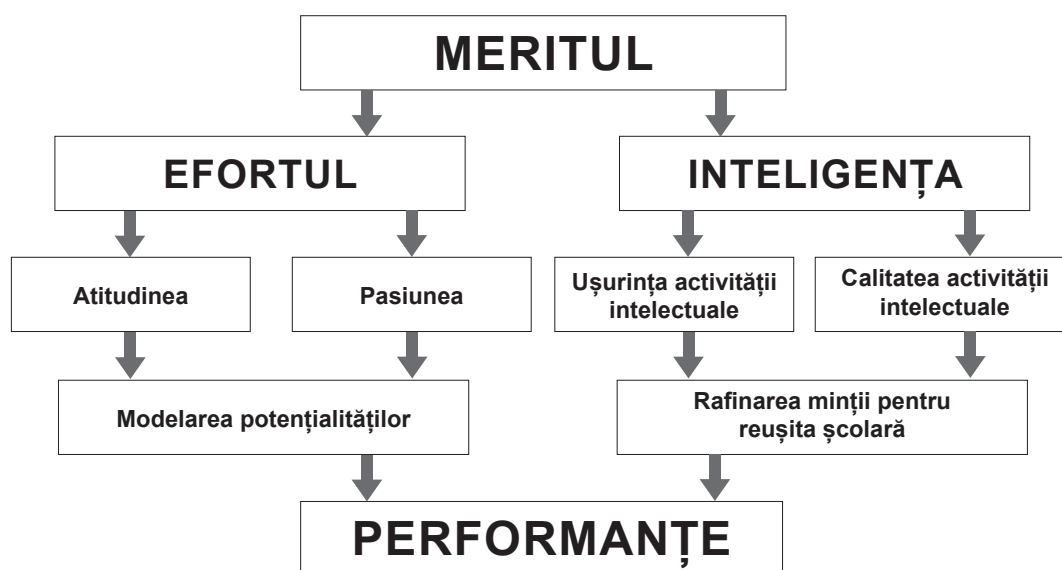 MERITUL
EFORTUL
INTELIGENȚA
Atitudinea
Pasiunea
Ușurința activității
intelectuale
Calitatea activității
intelectuale
Modelarea potențialităților
Rafinarea minții pentru
reușita școlară
PERFORMANȚE